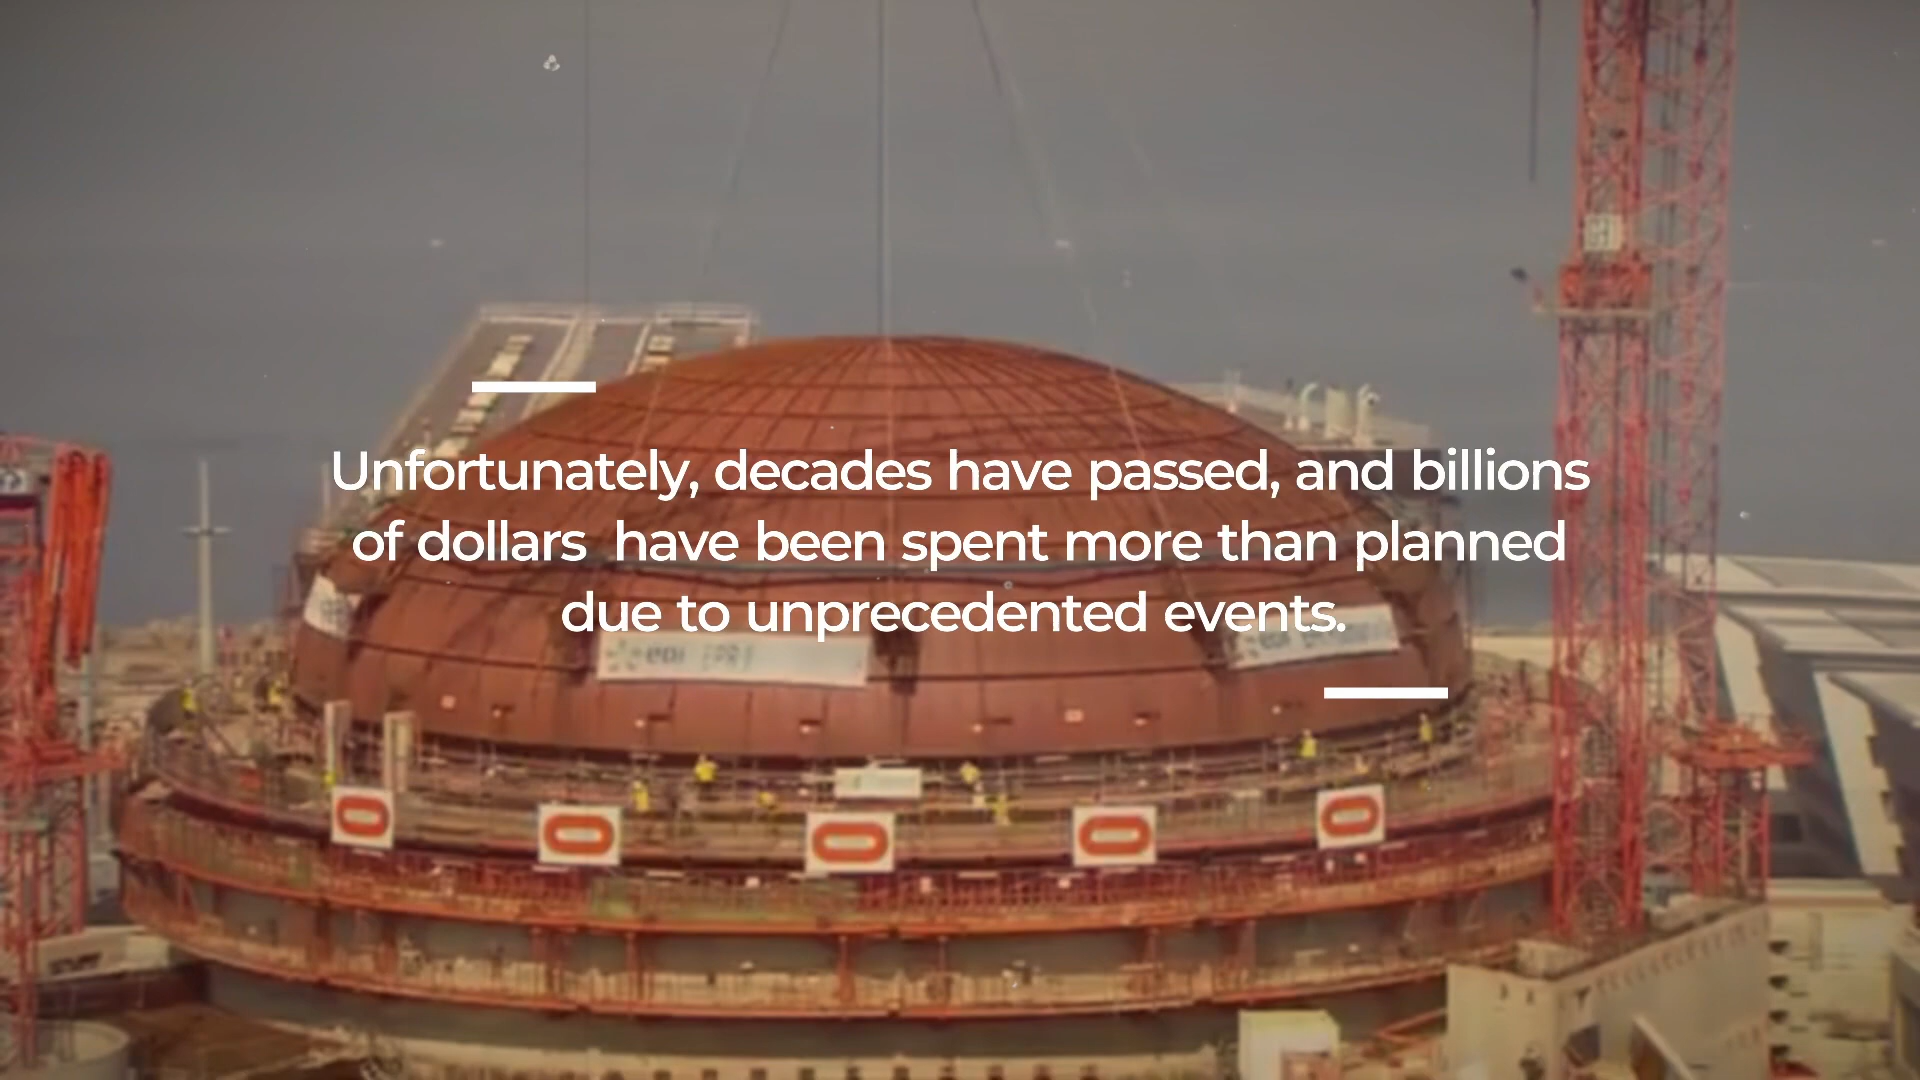 Unfortunately, decades have passed, and billions
of dollars  have been spent more than planned
due to unprecedented events.